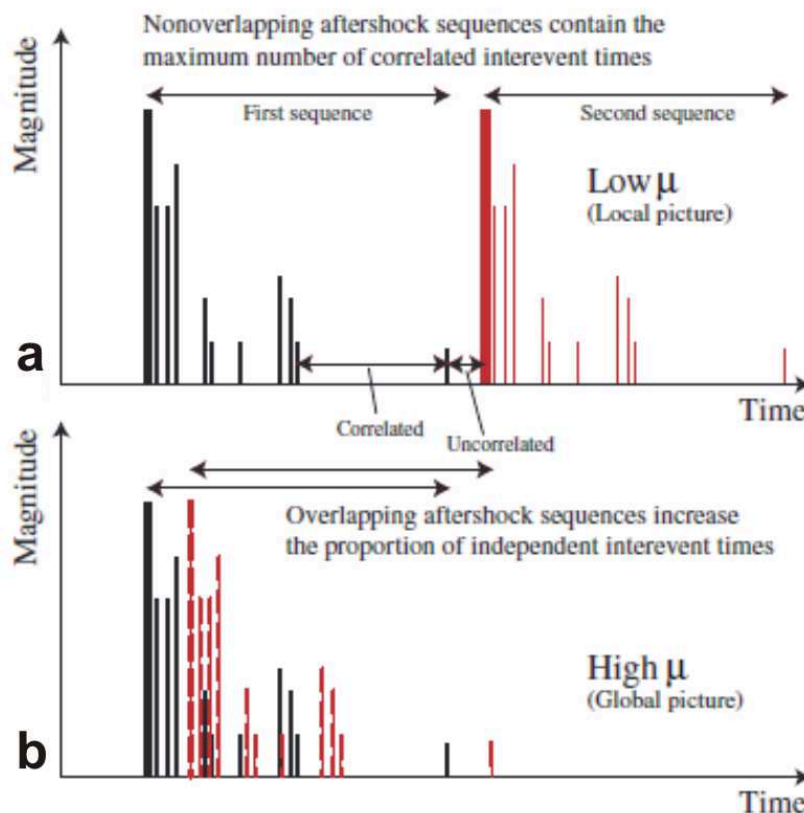 Nonoverlapping aftershock sequences contain the
maximum number of correlated interevent times
Magnitude
First sequence
Second sequence
Low μ
(Local picture)
a
Time
Correlated
Uncorrelated
Magnitude
Overlapping aftershock sequences increase
the proportion of independent interevent times
High μ
(Global picture)
b
Time